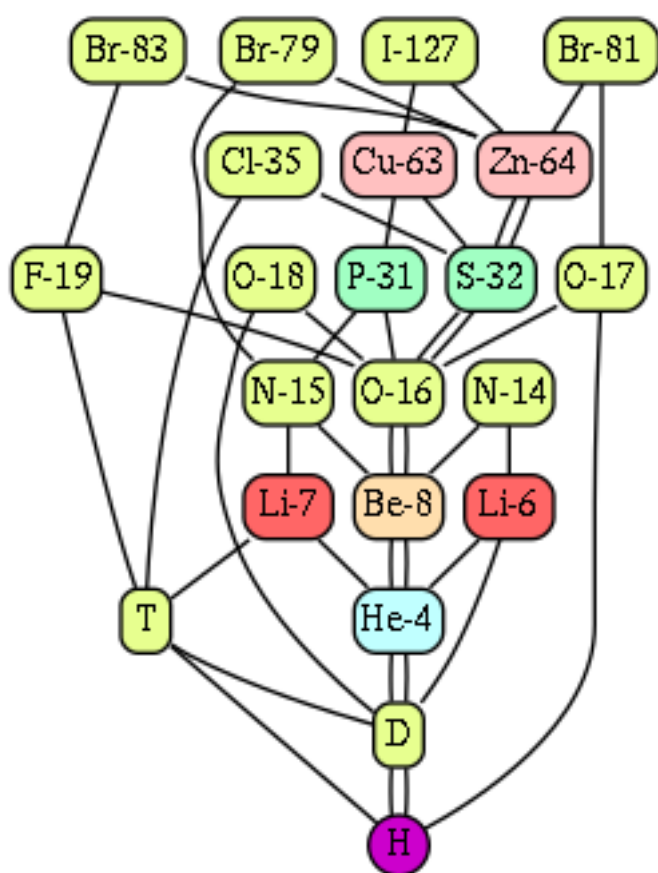 Br-83 Br-79 I-127 Br-81
Cl-35 Cu-63 Zn-64
F-19 O-18 P-31 S-32 O-17
N-15 O-16 N-14
Li-7 Be-8 Li-6
T He-4
D
H